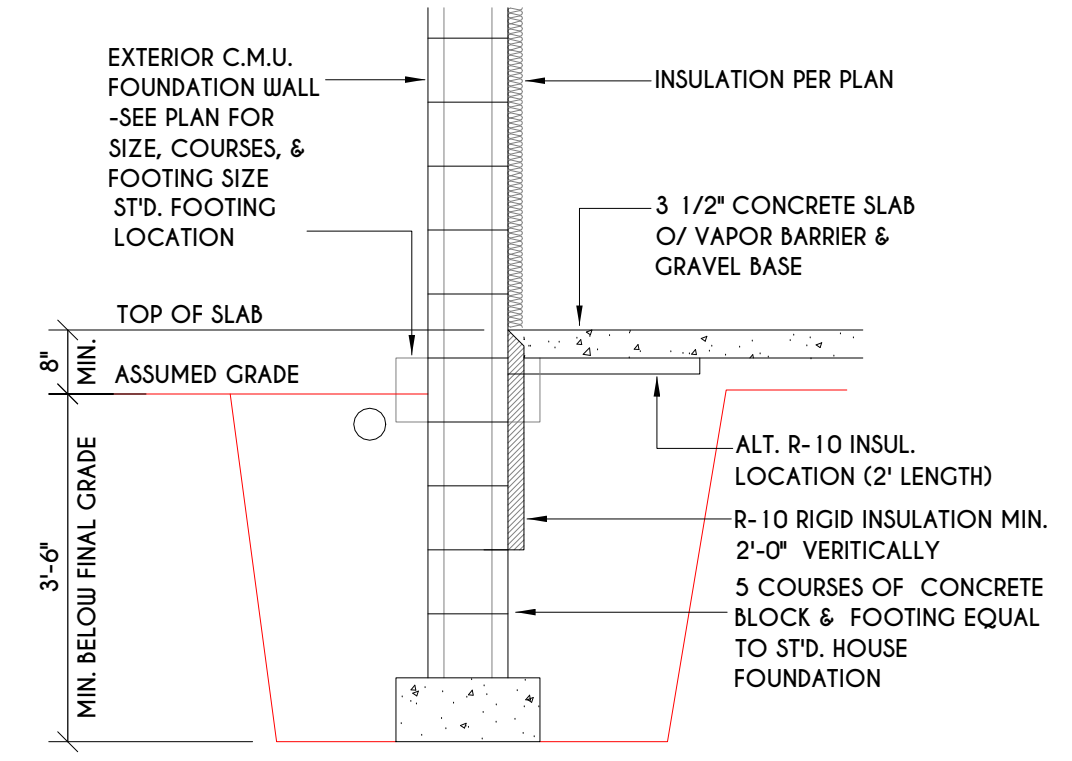 EXTERIOR C.M.U.
FOUNDATION WALL
-SEE PLAN FOR
SIZE, COURSES, &
FOOTING SIZE
ST'D. FOOTING
LOCATION
TOP OF SLAB
ASSUMED GRADE
8"
MIN.
3'-6"
MIN. BELOW FINAL GRADE
INSULATION PER PLAN
3 1/2" CONCRETE SLAB
O/ VAPOR BARRIER &
GRAVEL BASE
ALT. R-10 INSUL.
LOCATION (2' LENGTH)
R-10 RIGID INSULATION MIN.
2'-0" VERITICALLY
5 COURSES OF CONCRETE
BLOCK & FOOTING EQUAL
TO ST'D. HOUSE
FOUNDATION